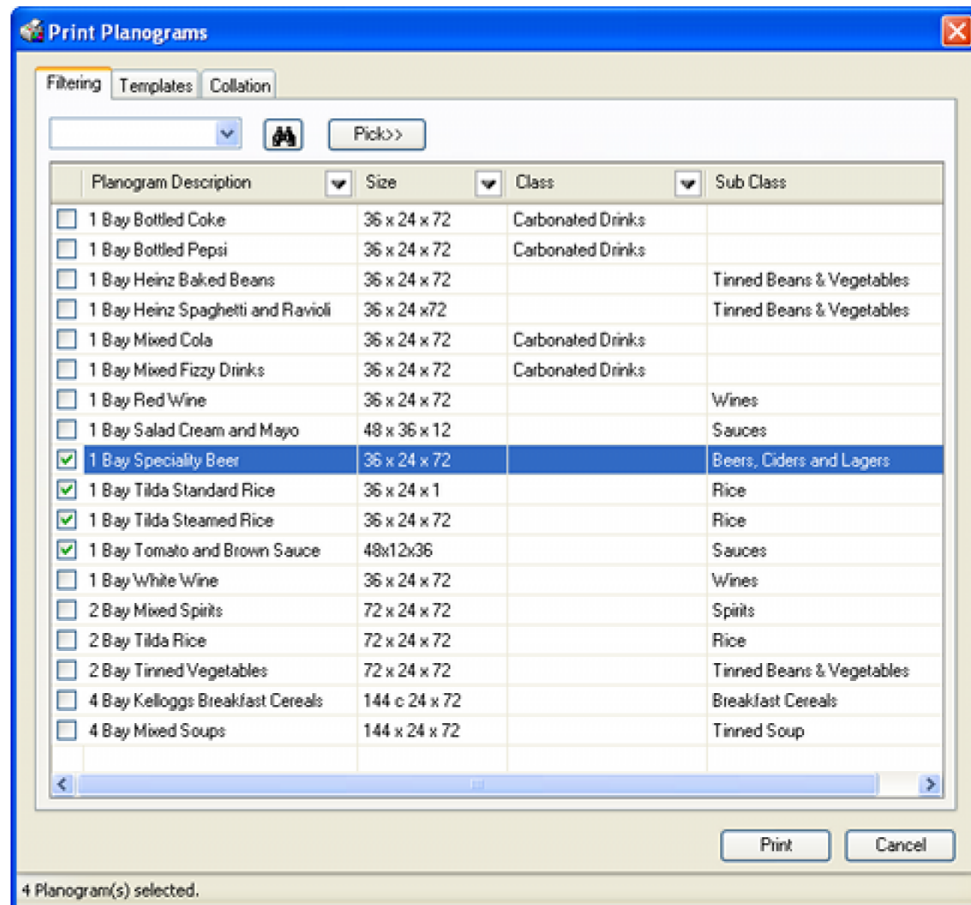 Print Planograms
Filtering Templates Collation
Pick>>
Planogram Description Size Class Sub Class
1 Bay Bottled Coke 36 x 24 x 72 Carbonated Drinks
1 Bay Bottled Pepsi 36 x 24 x 72 Carbonated Drinks
1 Bay Heinz Baked Beans 36 x 24 x 72 Tinned Beans & Vegetables
1 Bay Heinz Spaghetti and Ravioli 36 x 24 x72 Tinned Beans & Vegetables
1 Bay Mixed Cola 36 x 24 x 72 Carbonated Drinks
1 Bay Mixed Fizzy Drinks 36 x 24 x 72 Carbonated Drinks
1 Bay Red Wine 36 x 24 x 72 Wines
1 Bay Salad Cream and Mayo 48 x 36 x 12 Sauces
1 Bay Speciality Beer 36 x 24 x 72 Beers, Ciders and Lagers
1 Bay Tilda Standard Rice 36 x 24 x 1 Rice
1 Bay Tilda Steamed Rice 36 x 24 x 72 Rice
1 Bay Tomato and Brown Sauce 48x12x36 Sauces
1 Bay White Wine 36 x 24 x 72 Wines
2 Bay Mixed Spirits 72 x 24 x 72 Spirits
2 Bay Tilda Rice 72 x 24 x 72 Rice
2 Bay Tinned Vegetables 72 x 24 x 72 Tinned Beans & Vegetables
4 Bay Kelloggs Breakfast Cereals 144 c 24 x 72 Breakfast Cereals
4 Bay Mixed Soups 144 x 24 x 72 Tinned Soup
Print Cancel
4 Planogram(s) selected.